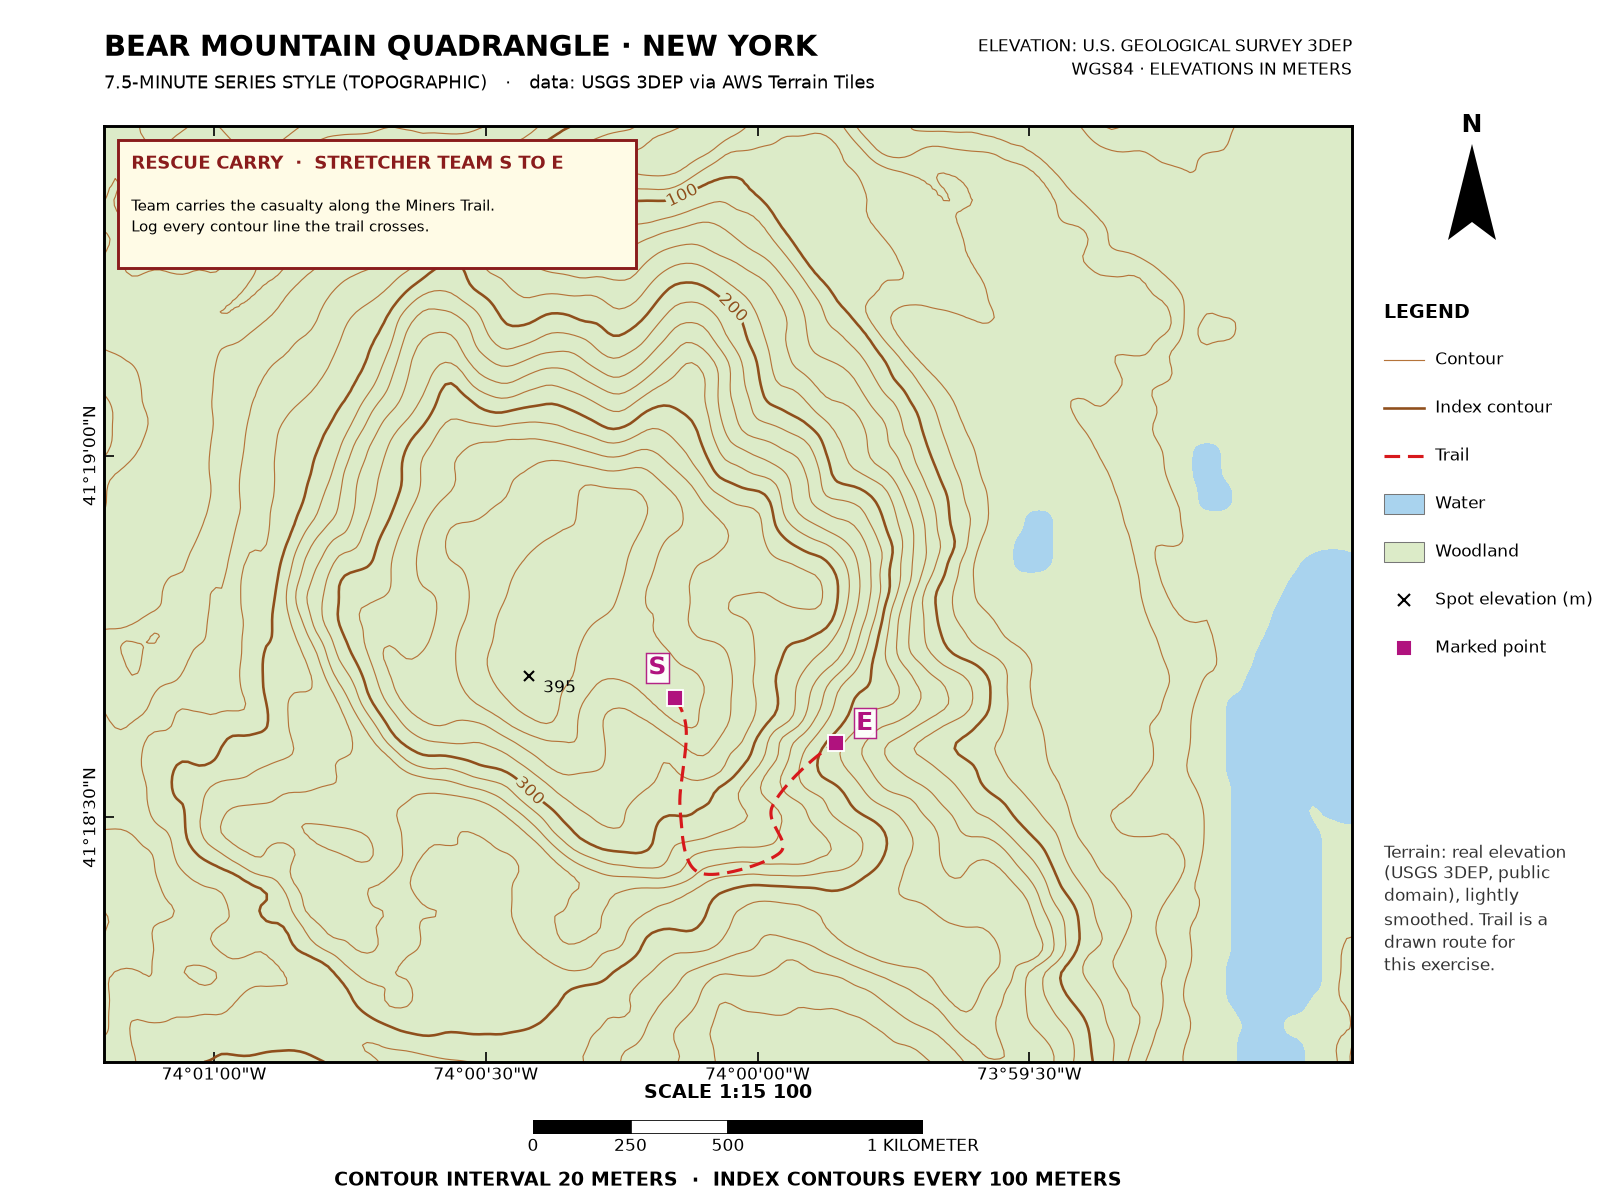 BEAR MOUNTAIN QUADRANGLE · NEW YORK
7.5-MINUTE SERIES STYLE (TOPOGRAPHIC) · data: USGS 3DEP via AWS Terrain Tiles
ELEVATION: U.S. GEOLOGICAL SURVEY 3DEP
WGS84 · ELEVATIONS IN METERS
RESCUE CARRY · STRETCHER TEAM S TO E
Team carries the casualty along the Miners Trail.
Log every contour line the trail crosses.
100
200
300
S
395
E
41°19'00"N
41°18'30"N
74°01'00"W
74°00'30"W
74°00'00"W
73°59'30"W
N
LEGEND
Contour
Index contour
Trail
Water
Woodland
Spot elevation (m)
Marked point
Terrain: real elevation
(USGS 3DEP, public
domain), lightly
smoothed. Trail is a
drawn route for
this exercise.
SCALE 1:15 100
0 250 500 1 KILOMETER
CONTOUR INTERVAL 20 METERS · INDEX CONTOURS EVERY 100 METERS